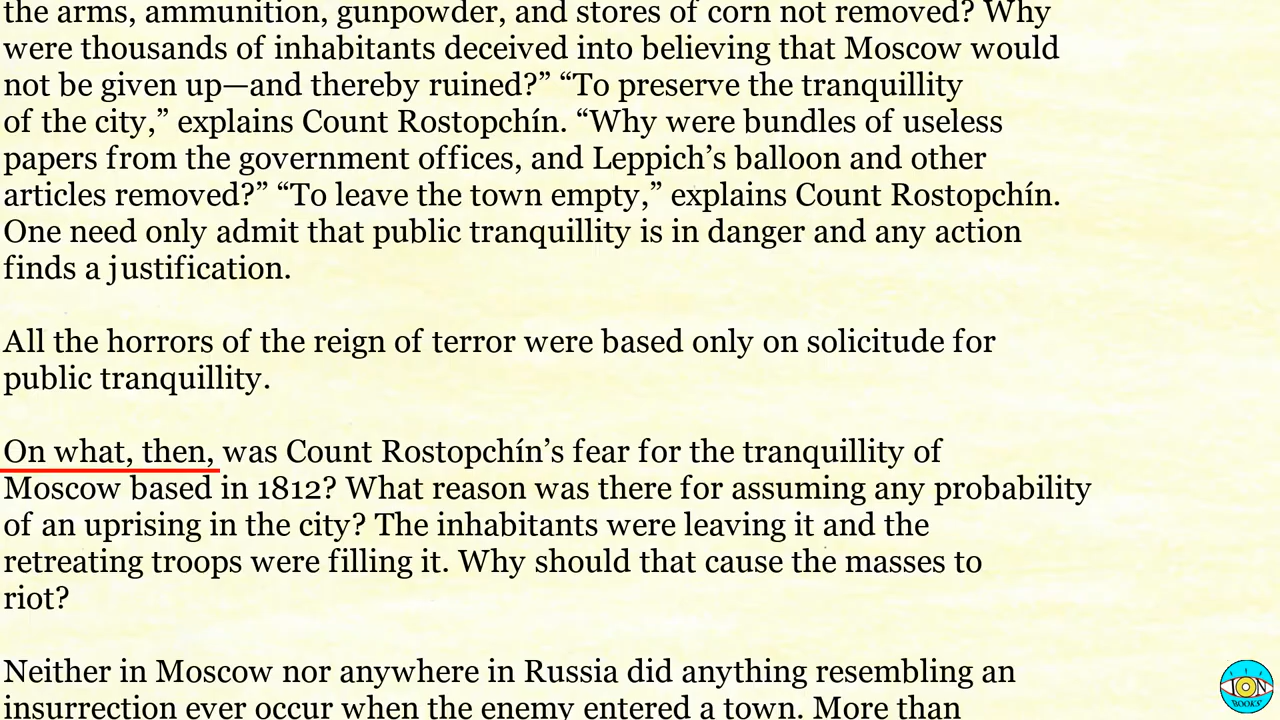 the arms, ammunition, gunpowder, and stores of corn not removed? Why
were thousands of inhabitants deceived into believing that Moscow would
not be given up—and thereby ruined?” “To preserve the tranquillity
of the city,” explains Count Rostopchín. “Why were bundles of useless
papers from the government offices, and Leppich’s balloon and other
articles removed?” “To leave the town empty,” explains Count Rostopchín.
One need only admit that public tranquillity is in danger and any action
finds a justification.
All the horrors of the reign of terror were based only on solicitude for
public tranquillity.
On what, then, was Count Rostopchín’s fear for the tranquillity of
Moscow based in 1812? What reason was there for assuming any probability
of an uprising in the city? The inhabitants were leaving it and the
retreating troops were filling it. Why should that cause the masses to
riot?
Neither in Moscow nor anywhere in Russia did anything resembling an
insurrection ever occur when the enemy entered a town. More than
ION
BOOKS